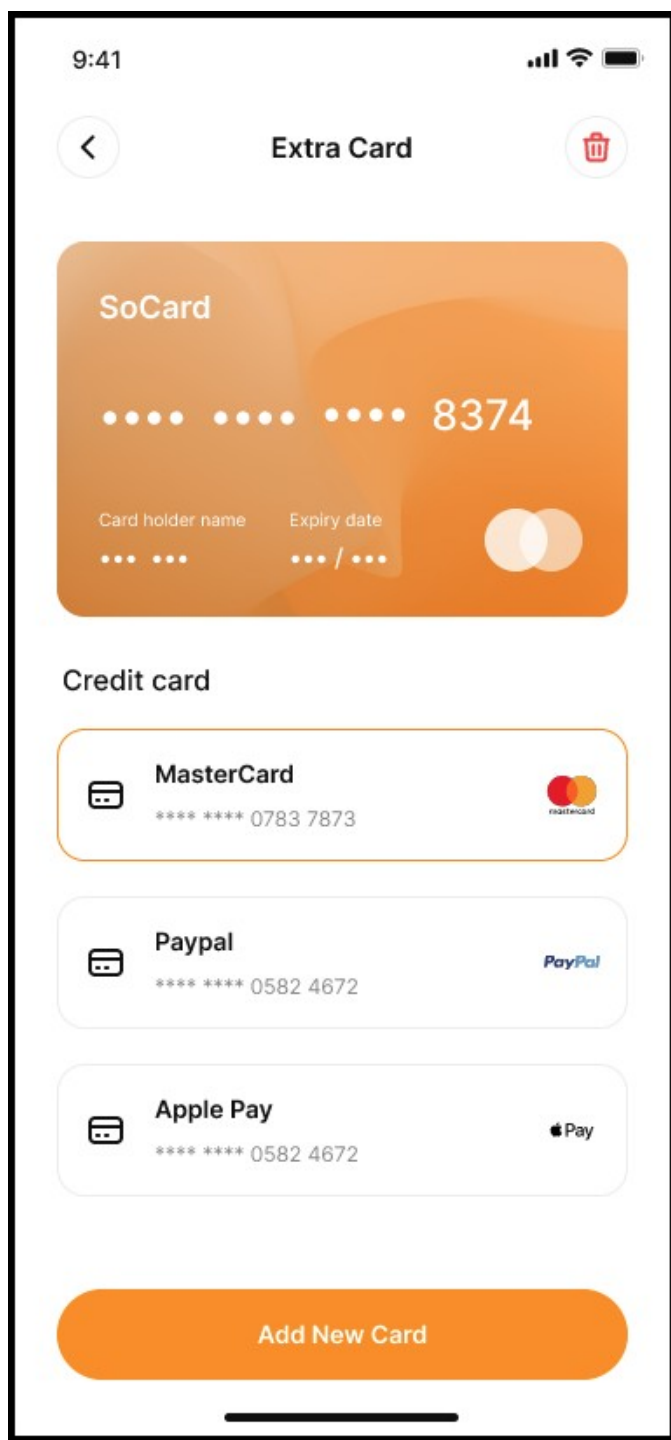 9:41
Extra Card
SoCard
•••• •••• •••• 8374
Card holder name Expiry date
••• ••• •••/•••
Credit card
MasterCard
**** **** 0783 7873
mastercard
Paypal
**** **** 0582 4672
PayPal
Apple Pay
**** **** 0582 4672
Pay
Add New Card